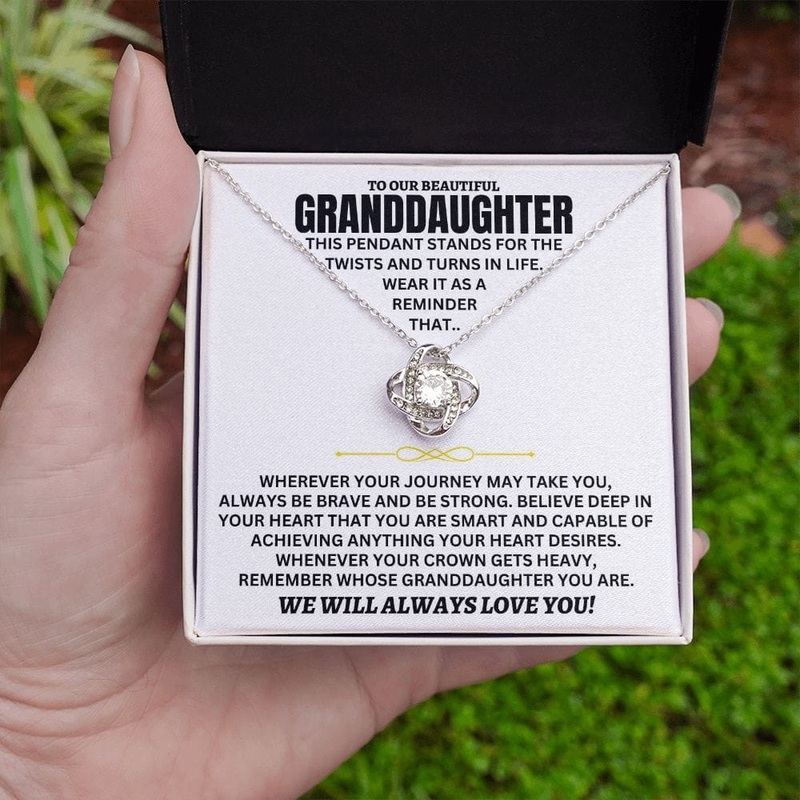 TO OUR BEAUTIFUL
GRANDDAUGHTER
THIS PENDANT STANDS FOR THE
TWISTS AND TURNS IN LIFE.
WEAR IT AS A
REMINDER
THAT..
WHEREVER YOUR JOURNEY MAY TAKE YOU,
ALWAYS BE BRAVE AND BE STRONG. BELIEVE DEEP IN
YOUR HEART THAT YOU ARE SMART AND CAPABLE OF
ACHIEVING ANYTHING YOUR HEART DESIRES.
WHENEVER YOUR CROWN GETS HEAVY,
REMEMBER WHOSE GRANDDAUGHTER YOU ARE.
WE WILL ALWAYS LOVE YOU!